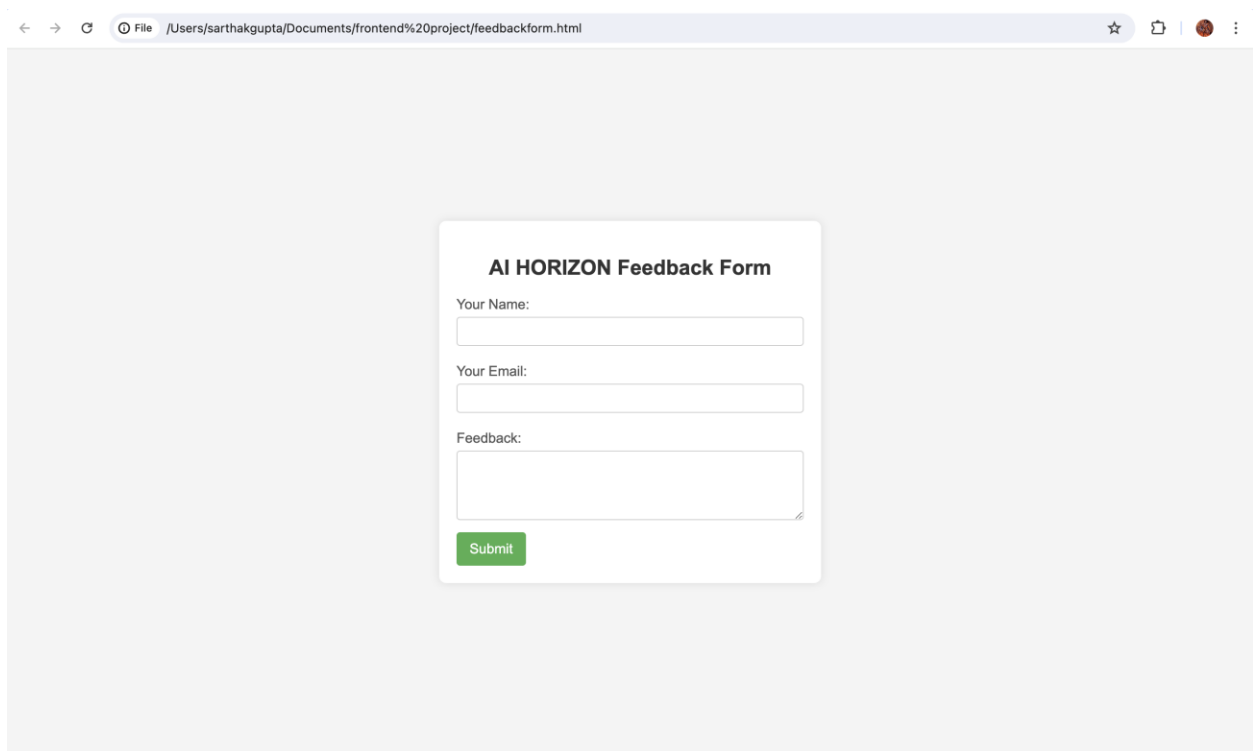 File /Users/sarthakgupta/Documents/frontend%20project/feedbackform.html
AI HORIZON Feedback Form
Your Name:
Your Email:
Feedback:
Submit